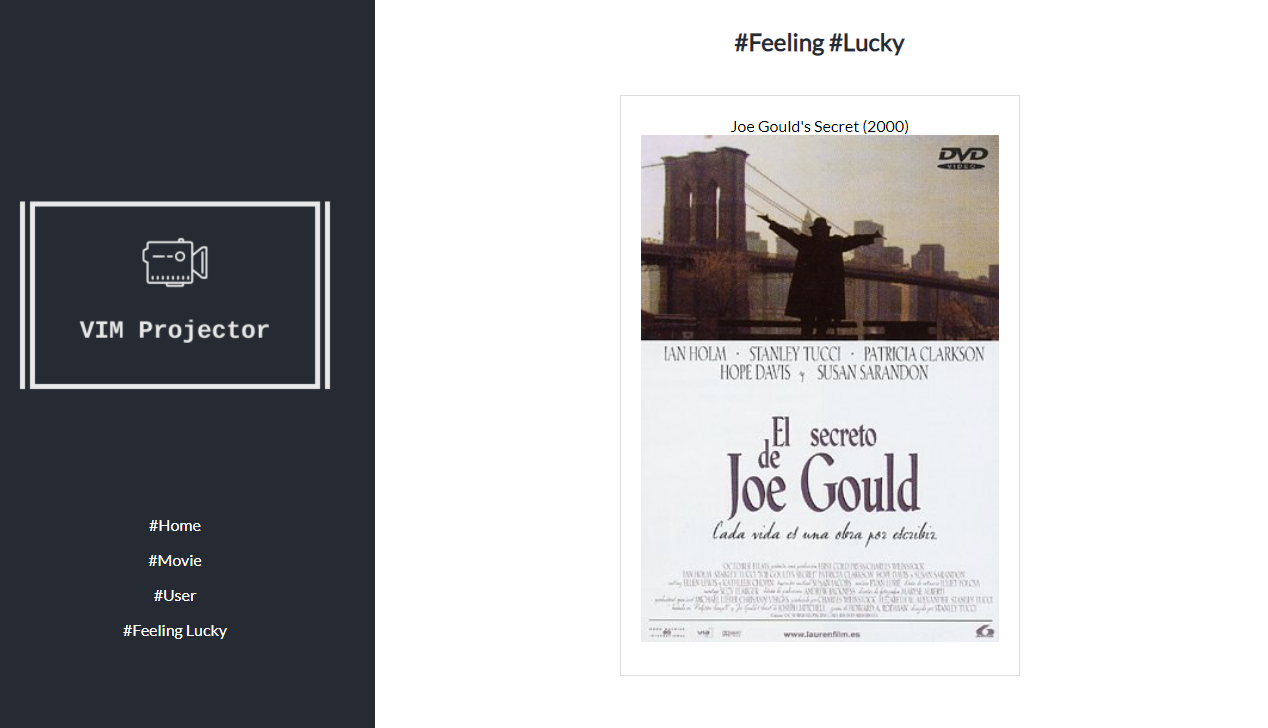 #Feeling #Lucky
Joe Gould's Secret (2000)
DVD
VIDEO
IAN HOLM · STANLEY TUCCI · PATRICIA CLARKSON
HOPE DAVIS y SUSAN SARANDON
El secreto
de
Joe Gould
Cada vida es una obra por escribir
www.laurenfilm.es
VIM Projector
#Home
#Movie
#User
#Feeling Lucky